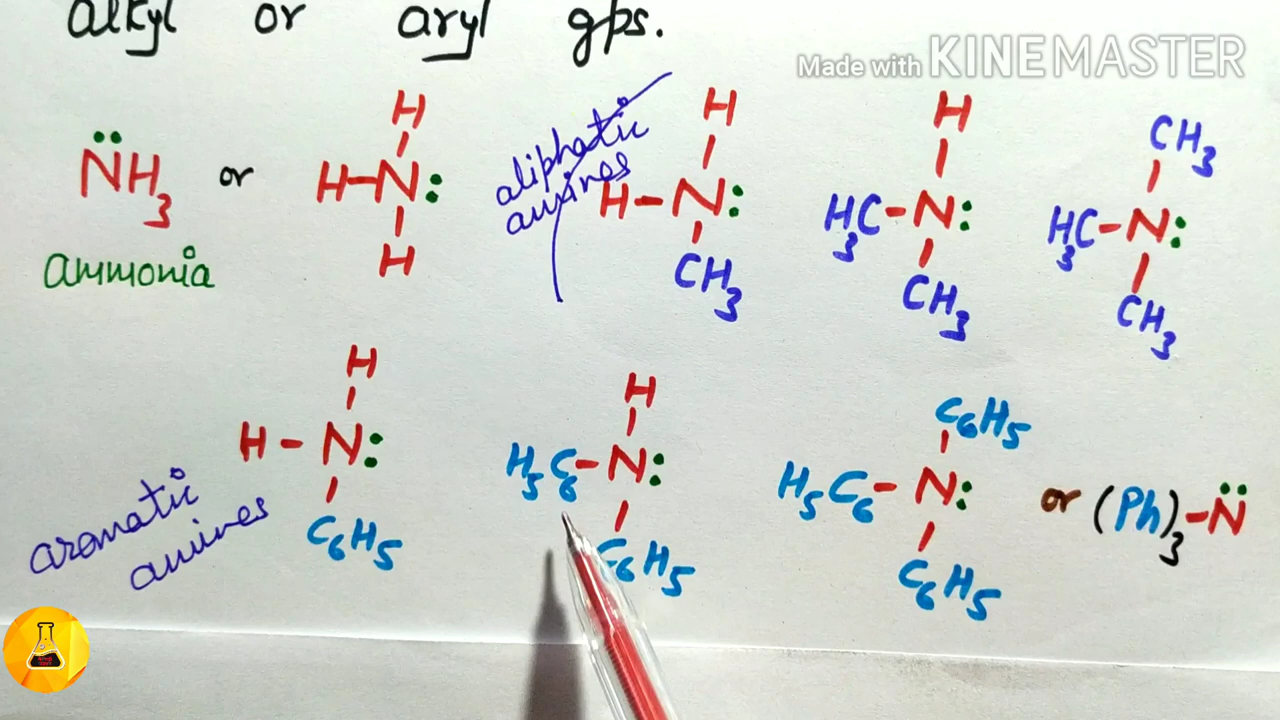 alkyl or aryl gps.
Made with KINEMASTER
NH3 or
H
H-N:
H
ammonia
aliphatic
amines
H
H-N:
CH3
H
H3C-N:
CH3
CH3
H3C-N:
CH3
aromatic
amines
H
H-N:
C6H5
H
H5C6-N:
C6H5
C6H5
H5C6-N:
C6H5
or (Ph)3-N